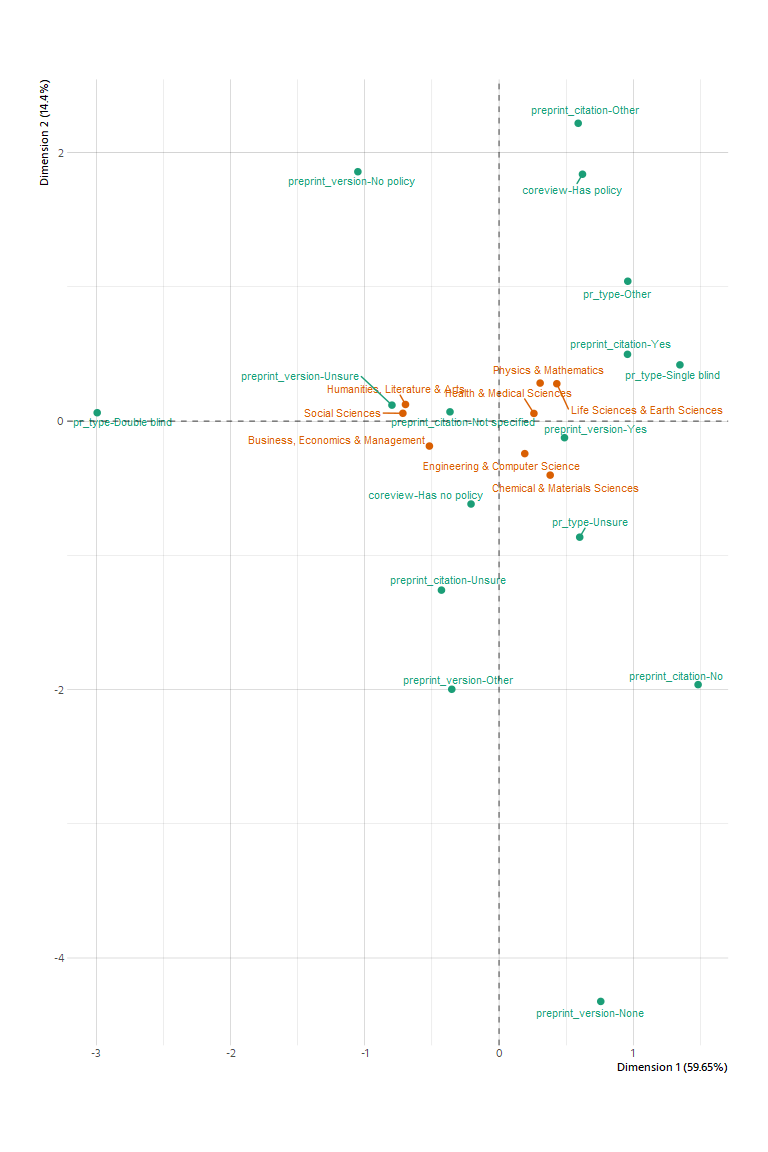 Dimension 2 (14.4%)
preprint_citation-Other
2
preprint_version-No policy
coreview-Has policy
pr_type-Other
preprint_citation-Yes
Physics & Mathematics
preprint_version-Unsure
pr_type-Single blind
Humanities, Literature & Arts
Health & Medical Sciences
Social Sciences
Life Sciences & Earth Sciences
0
pr_type-Double blind
preprint_citation-Not specified
preprint_version-Yes
Business, Economics & Management
Engineering & Computer Science
Chemical & Materials Sciences
coreview-Has no policy
pr_type-Unsure
preprint_citation-Unsure
preprint_citation-No
preprint_version-Other
-2
-4
preprint_version-None
-3 -2 -1 0 1
Dimension 1 (59.65%)